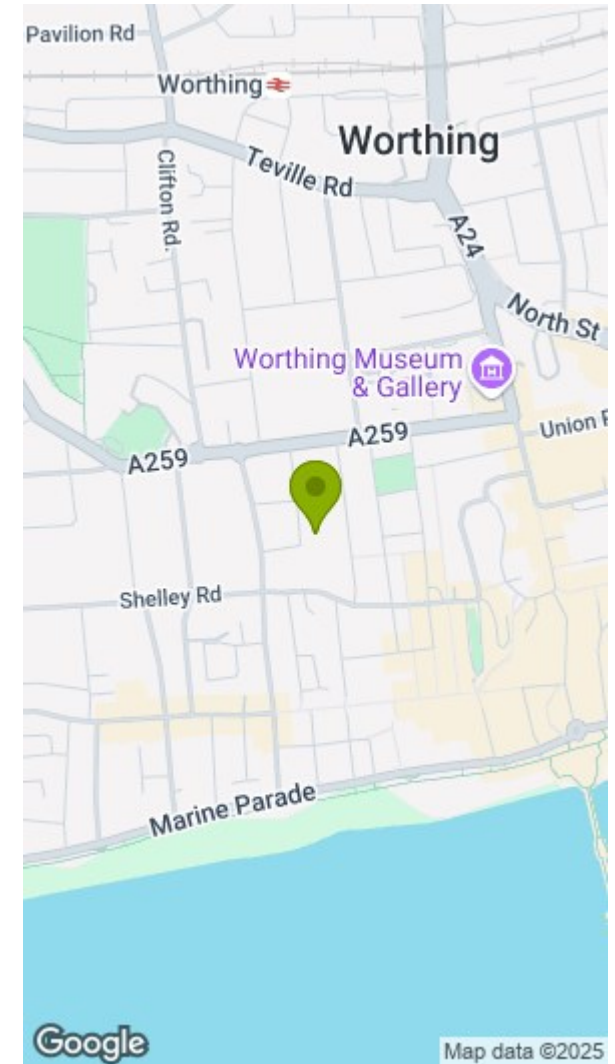 Pavilion Rd
Worthing
Worthing
Teville Rd
Clifton Rd.
A24
North St
Worthing Museum
& Gallery
A259
Union P
A259
Shelley Rd
Marine Parade
Google
Map data ©2025